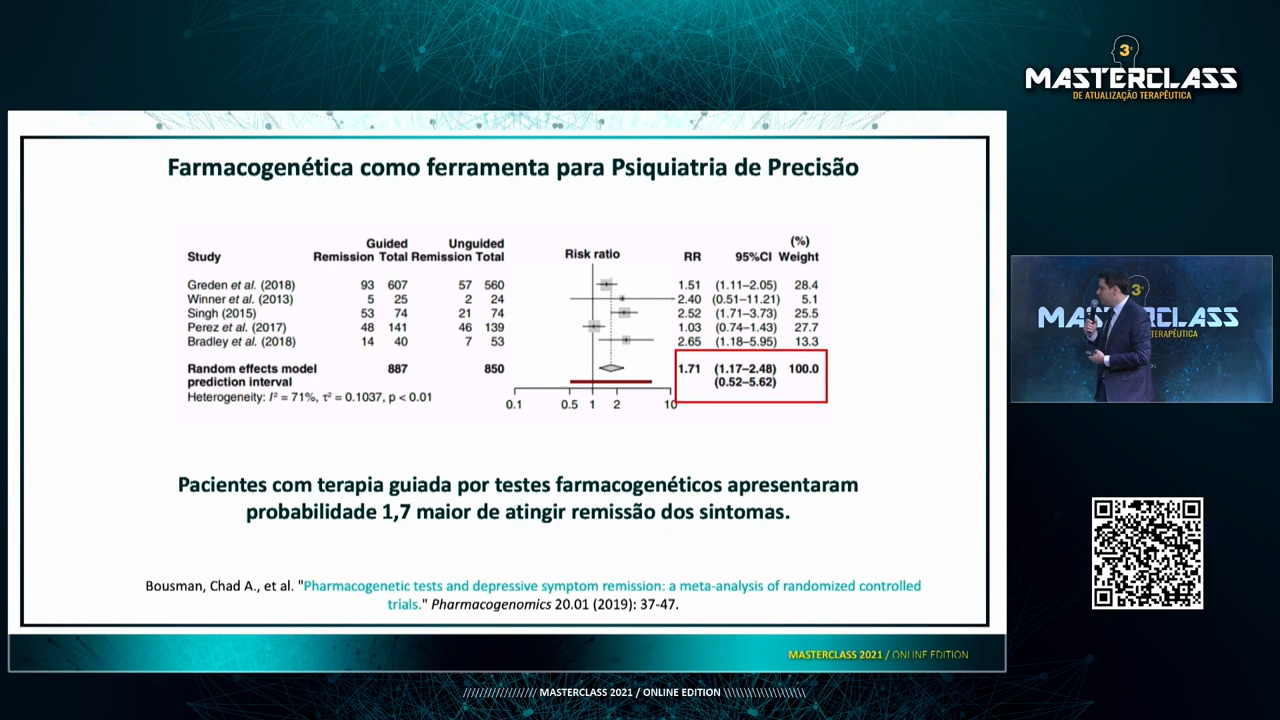 3º
MASTERCLASS
DE ATUALIZAÇÃO TERAPÊUTICA
Farmacogenética como ferramenta para Psiquiatria de Precisão
Guided Unguided (%)
Study Remission Total Remission Total Risk ratio RR 95%CI Weight
Greden et al. (2018) 93 607 57 560 1.51 (1.11–2.05) 28.4
Winner et al. (2013) 5 25 2 24 2.40 (0.51–11.21) 5.1
Singh (2015) 53 74 21 74 2.52 (1.71–3.73) 25.5
Perez et al. (2017) 48 141 46 139 1.03 (0.74–1.43) 27.7
Bradley et al. (2018) 14 40 7 53 2.65 (1.18–5.95) 13.3
Random effects model 887 850 1.71 (1.17–2.48) 100.0
prediction interval (0.52–5.62)
Heterogeneity: I² = 71%, τ² = 0.1037, p < 0.01
0.1 0.5 1 2 10
Pacientes com terapia guiada por testes farmacogenéticos apresentaram
probabilidade 1,7 maior de atingir remissão dos sintomas.
Bousman, Chad A., et al. "Pharmacogenetic tests and depressive symptom remission: a meta-analysis of randomized controlled
trials." Pharmacogenomics 20.01 (2019): 37-47.
MASTERCLASS 2021 / ONLINE EDITION
3º
MASTERCLASS
TERAPÊUTICA
////////////////// MASTERCLASS 2021 / ONLINE EDITION \\\\\\\\\\\\\\\\\\\\